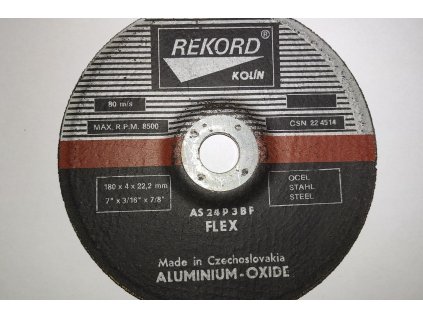 REKORD ®
KOLÍN
80 m/s
MAX. R.P.M. 8500
ČSN 22 4514
180 x 4 x 22,2 mm
7" x 3/16" x 7/8"
OCEL
STAHL
STEEL
AS 24 P 3 B F
FLEX
Made in Czechoslovakia
ALUMINIUM-OXIDE